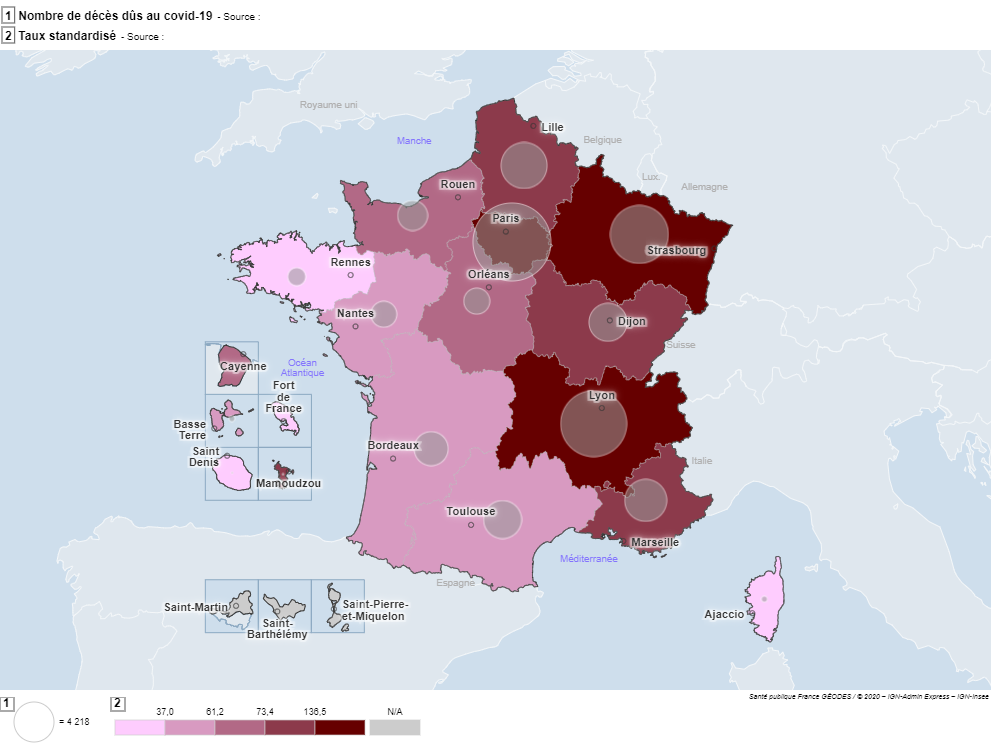 1 Nombre de décès dûs au covid-19 - Source :
2 Taux standardisé - Source :
Royaume uni
Lille
Manche
Belgique
Lux.
Allemagne
Rouen
Paris
Strasbourg
Rennes
Orléans
Nantes
Dijon
Suisse
Cayenne
Océan
Atlantique
Fort
de
France
Lyon
Basse
Terre
Saint
Denis
Bordeaux
Italie
Mamoudzou
Toulouse
Marseille
Méditerranée
Espagne
Saint-Martin
Saint-
Barthélémy
Saint-Pierre-
et-Miquelon
Ajaccio
Santé publique France GÉODES / © 2020 – IGN-Admin Express – IGN-Insee
1
= 4 218
2
37,0 61,2 73,4 136,5 N/A